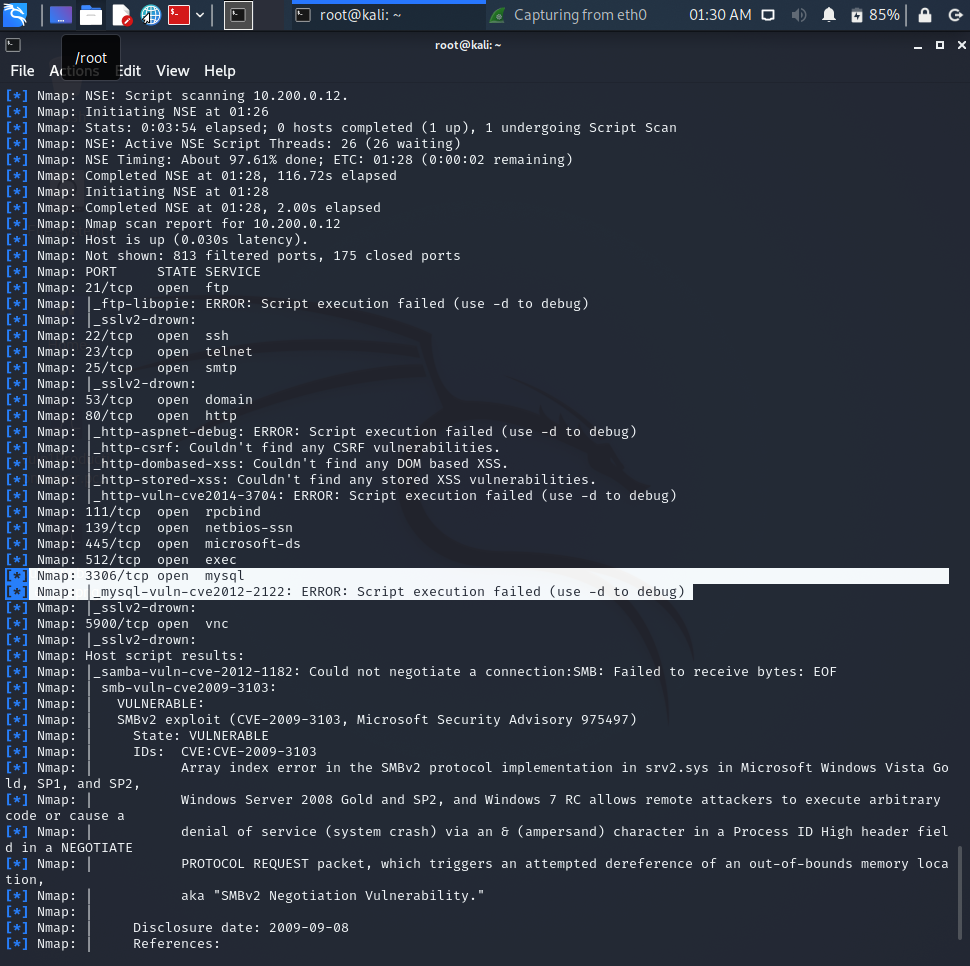 root@kali: ~
Capturing from eth0
01:30 AM
85%
root@kali: ~
/root
File Actions Edit View Help
[*] Nmap: NSE: Script scanning 10.200.0.12.
[*] Nmap: Initiating NSE at 01:26
[*] Nmap: Stats: 0:03:54 elapsed; 0 hosts completed (1 up), 1 undergoing Script Scan
[*] Nmap: NSE: Active NSE Script Threads: 26 (26 waiting)
[*] Nmap: NSE Timing: About 97.61% done; ETC: 01:28 (0:00:02 remaining)
[*] Nmap: Completed NSE at 01:28, 116.72s elapsed
[*] Nmap: Initiating NSE at 01:28
[*] Nmap: Completed NSE at 01:28, 2.00s elapsed
[*] Nmap: Nmap scan report for 10.200.0.12
[*] Nmap: Host is up (0.030s latency).
[*] Nmap: Not shown: 813 filtered ports, 175 closed ports
[*] Nmap: PORT     STATE SERVICE
[*] Nmap: 21/tcp   open  ftp
[*] Nmap: |_ftp-libopie: ERROR: Script execution failed (use -d to debug)
[*] Nmap: |_sslv2-drown:
[*] Nmap: 22/tcp   open  ssh
[*] Nmap: 23/tcp   open  telnet
[*] Nmap: 25/tcp   open  smtp
[*] Nmap: |_sslv2-drown:
[*] Nmap: 53/tcp   open  domain
[*] Nmap: 80/tcp   open  http
[*] Nmap: |_http-aspnet-debug: ERROR: Script execution failed (use -d to debug)
[*] Nmap: |_http-csrf: Couldn't find any CSRF vulnerabilities.
[*] Nmap: |_http-dombased-xss: Couldn't find any DOM based XSS.
[*] Nmap: |_http-stored-xss: Couldn't find any stored XSS vulnerabilities.
[*] Nmap: |_http-vuln-cve2014-3704: ERROR: Script execution failed (use -d to debug)
[*] Nmap: 111/tcp  open  rpcbind
[*] Nmap: 139/tcp  open  netbios-ssn
[*] Nmap: 445/tcp  open  microsoft-ds
[*] Nmap: 512/tcp  open  exec
[*] Nmap: 3306/tcp open  mysql
[*] Nmap: |_mysql-vuln-cve2012-2122: ERROR: Script execution failed (use -d to debug)
[*] Nmap: |_sslv2-drown:
[*] Nmap: 5900/tcp open  vnc
[*] Nmap: |_sslv2-drown:
[*] Nmap: Host script results:
[*] Nmap: |_samba-vuln-cve-2012-1182: Could not negotiate a connection:SMB: Failed to receive bytes: EOF
[*] Nmap: | smb-vuln-cve2009-3103:
[*] Nmap: |   VULNERABLE:
[*] Nmap: |   SMBv2 exploit (CVE-2009-3103, Microsoft Security Advisory 975497)
[*] Nmap: |     State: VULNERABLE
[*] Nmap: |     IDs:  CVE:CVE-2009-3103
[*] Nmap: |           Array index error in the SMBv2 protocol implementation in srv2.sys in Microsoft Windows Vista Go
ld, SP1, and SP2,
[*] Nmap: |           Windows Server 2008 Gold and SP2, and Windows 7 RC allows remote attackers to execute arbitrary
code or cause a
[*] Nmap: |           denial of service (system crash) via an & (ampersand) character in a Process ID High header fiel
d in a NEGOTIATE
[*] Nmap: |           PROTOCOL REQUEST packet, which triggers an attempted dereference of an out-of-bounds memory loca
tion,
[*] Nmap: |           aka "SMBv2 Negotiation Vulnerability."
[*] Nmap: |
[*] Nmap: |     Disclosure date: 2009-09-08
[*] Nmap: |     References: